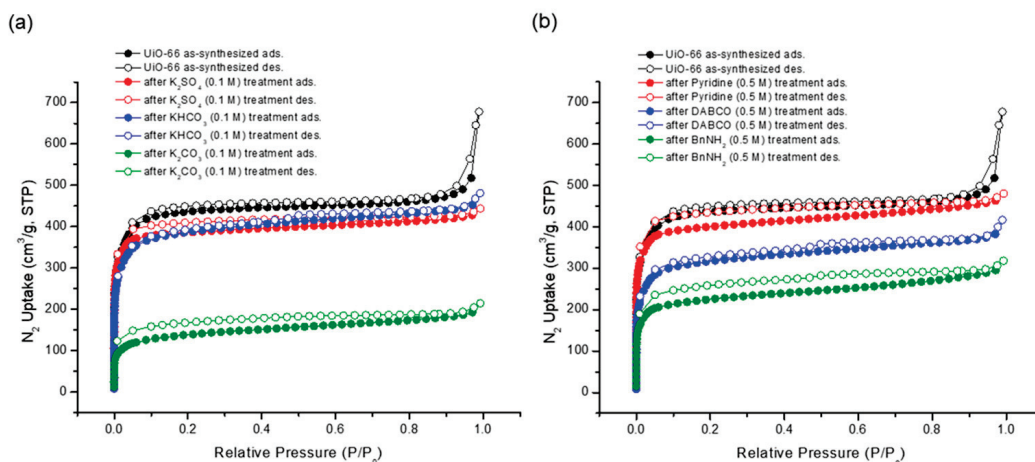 (a)
UiO-66 as-synthesized ads.
UiO-66 as-synthesized des.
after K₂SO₄ (0.1 M) treatment ads.
after K₂SO₄ (0.1 M) treatment des.
after KHCO₃ (0.1 M) treatment ads.
after KHCO₃ (0.1 M) treatment des.
after K₂CO₃ (0.1 M) treatment ads.
after K₂CO₃ (0.1 M) treatment des.
N₂ Uptake (cm³/g, STP)
700
600
500
400
300
200
100
0
0.0 0.2 0.4 0.6 0.8 1.0
Relative Pressure (P/P₀)
(b)
UiO-66 as-synthesized ads.
UiO-66 as-synthesized des.
after Pyridine (0.5 M) treatment ads.
after Pyridine (0.5 M) treatment des.
after DABCO (0.5 M) treatment ads.
after DABCO (0.5 M) treatment des.
after BnNH₂ (0.5 M) treatment ads.
after BnNH₂ (0.5 M) treatment des.
N₂ Uptake (cm³/g, STP)
700
600
500
400
300
200
100
0
0.0 0.2 0.4 0.6 0.8 1.0
Relative Pressure (P/P₀)